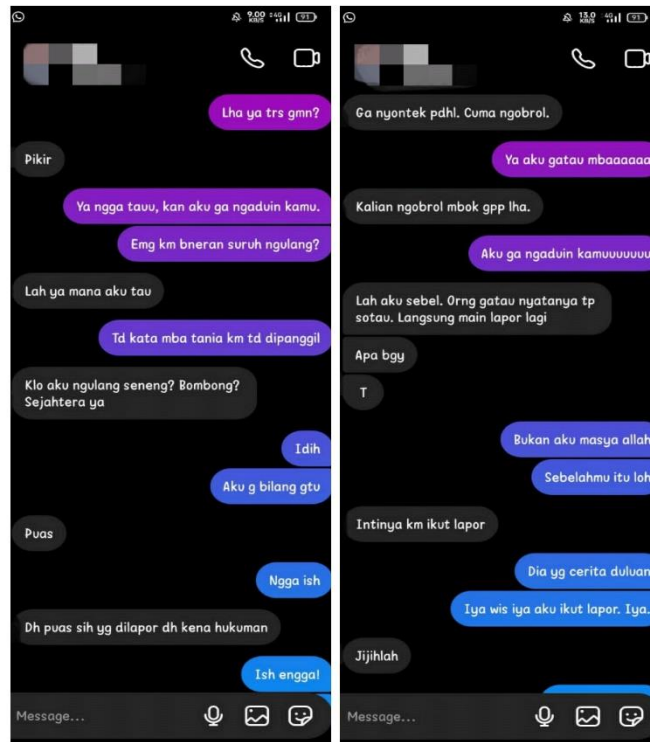 9.00 KB/S 4G 91
Lha ya trs gmn?
Pikir
Ya ngga tauu, kan aku ga ngaduin kamu.
Emg km bneran suruh ngulang?
Lah ya mana aku tau
Td kata mba tania km td dipanggil
Klo aku ngulang seneng? Bombong?
Sejahtera ya
Idih
Aku g bilang gtu
Puas
Ngga ish
Dh puas sih yg dilapor dh kena hukuman
Ish engga!
Message...
13.0 KB/S 4G 91
Ga nyontek pdhl. Cuma ngobrol.
Ya aku gatau mbaaaaaa
Kalian ngobrol mbok gpp lha.
Aku ga ngaduin kamuuuuuuu
Lah aku sebel. Orng gatau nyatanya tp
sotau. Langsung main lapor lagi
Apa bgy
T
Bukan aku masya allah
Sebelahmu itu loh
Intinya km ikut lapor
Dia yg cerita duluan
Iya wis iya aku ikut lapor. Iya.
Jijihlah
Message...